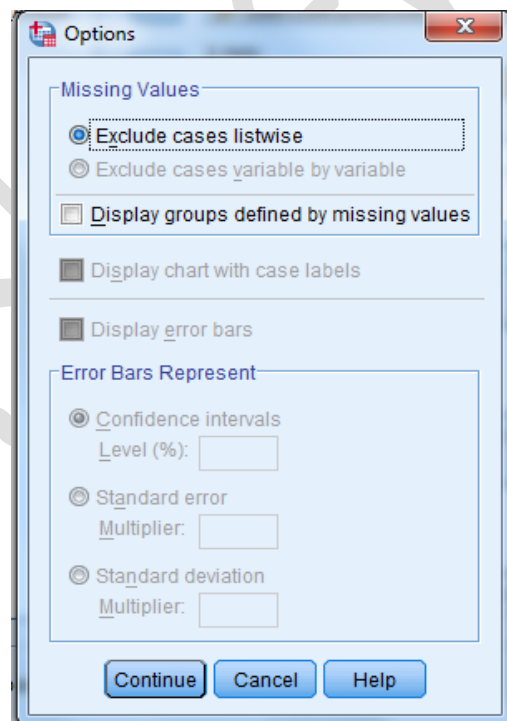 Options
Missing Values
Exclude cases listwise
Exclude cases variable by variable
Display groups defined by missing values
Display chart with case labels
Display error bars
Error Bars Represent
Confidence intervals
Level (%):
Standard error
Multiplier:
Standard deviation
Multiplier:
Continue Cancel Help